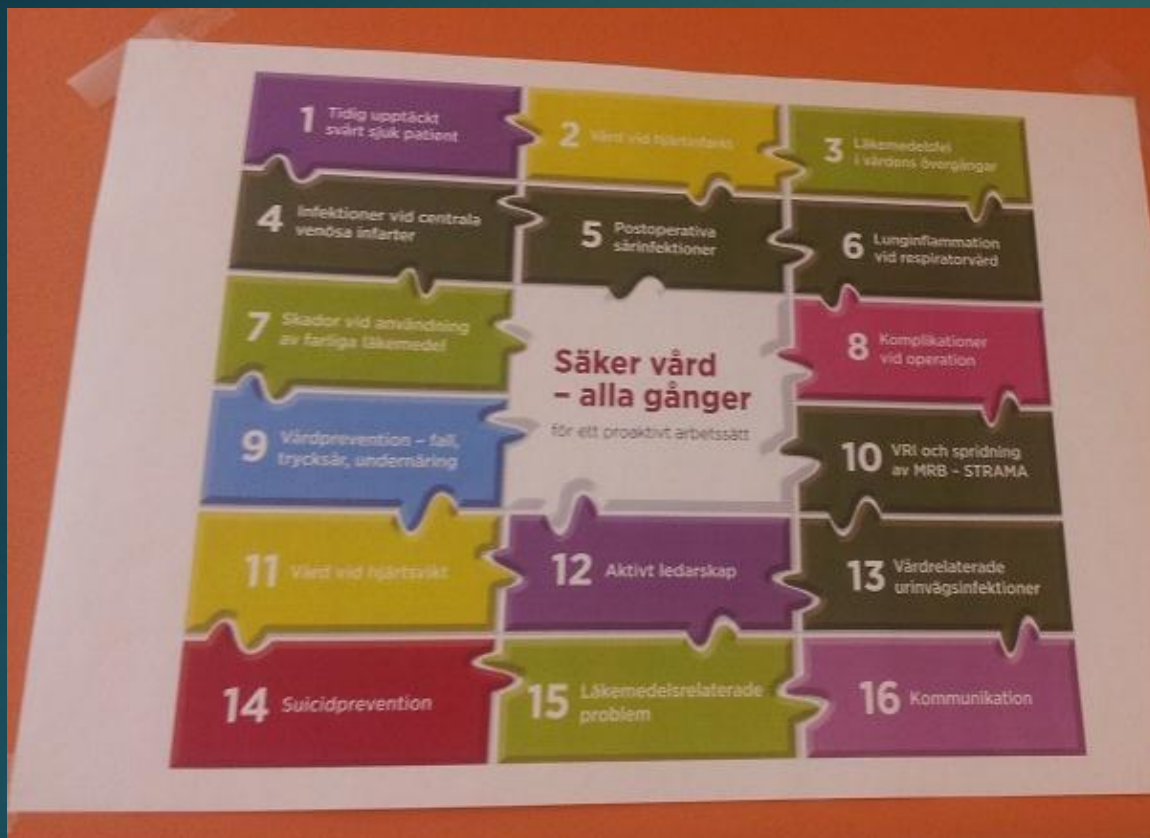 1 Tidig upptäckt
svårt sjuk patient
2 Vård vid hjärtinfarkt
3 Läkemedelsfel
i vårdens övergångar
4 Infektioner vid centrala
venösa infarter
5 Postoperativa
sårinfektioner
6 Lunginflammation
vid respiratorvård
7 Skador vid användning
av farliga läkemedel
Säker vård
– alla gånger
för ett proaktivt arbetssätt
8 Komplikationer
vid operation
9 Vårdprevention – fall,
trycksår, undernäring
10 VRI och spridning
av MRB – STRAMA
11 Vård vid hjärtsvikt
12 Aktivt ledarskap
13 Vårdrelaterade
urinvägsinfektioner
14 Suicidprevention
15 Läkemedelsrelaterade
problem
16 Kommunikation